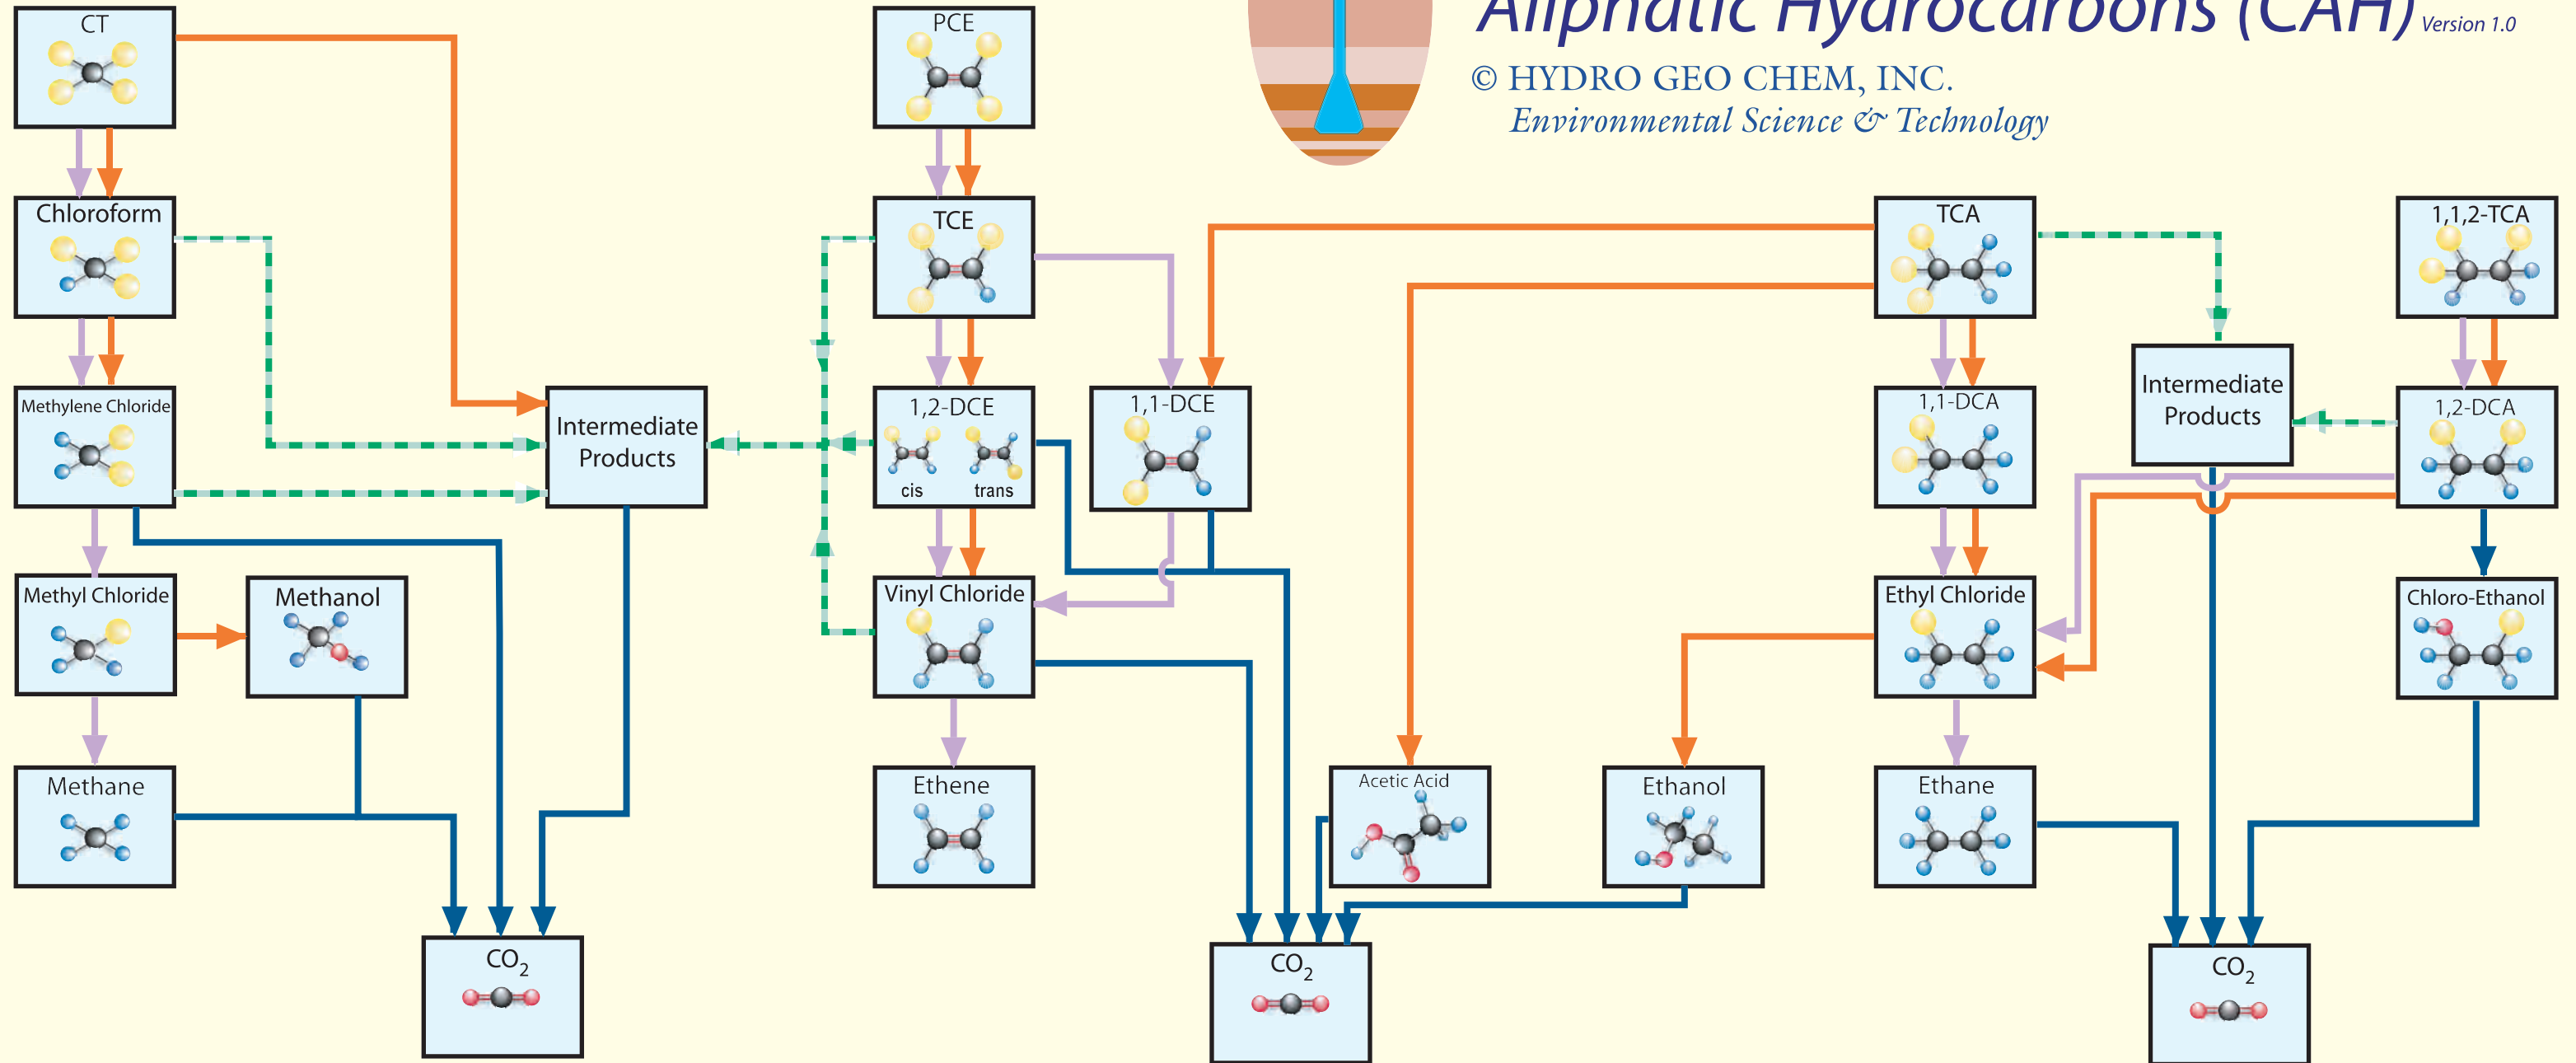 Aliphatic Hydrocarbons (CAH) Version 1.0
© HYDRO GEO CHEM, INC.
Environmental Science & Technology
CT
PCE
Chloroform
TCE
TCA
1,1,2-TCA
Methylene Chloride
Intermediate
Products
1,2-DCE
cis
trans
1,1-DCE
1,1-DCA
Intermediate
Products
1,2-DCA
Methyl Chloride
Methanol
Vinyl Chloride
Ethyl Chloride
Chloro-Ethanol
Methane
Ethene
Acetic Acid
Ethanol
Ethane
CO2
CO2
CO2